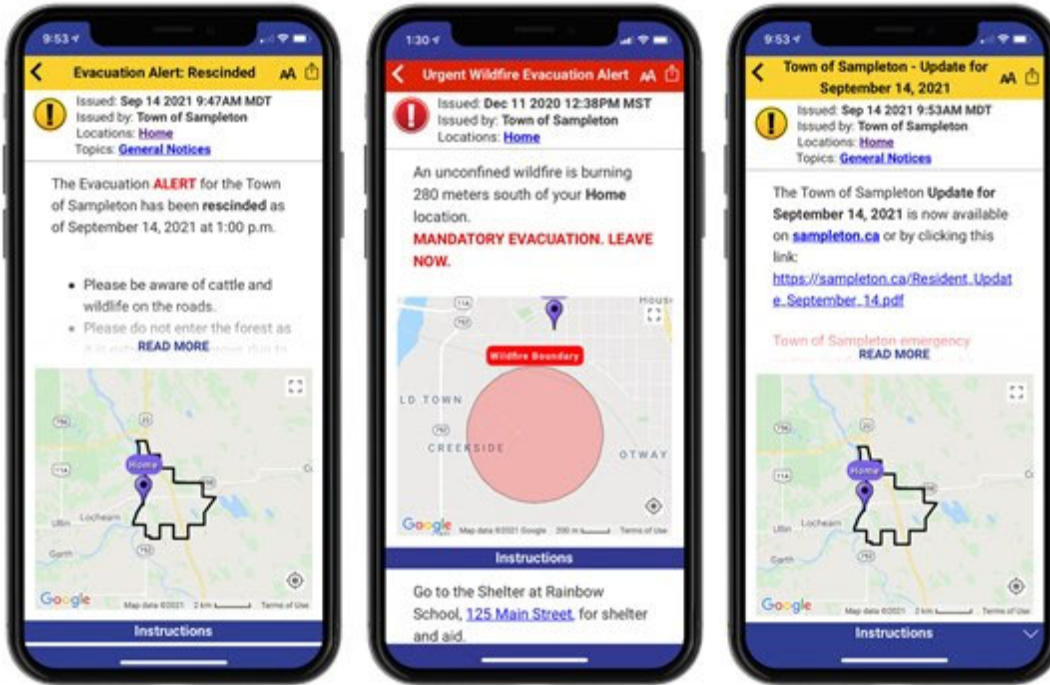 9:53
Evacuation Alert: Rescinded
AA
Issued: Sep 14 2021 9:47AM MDT
Issued by: Town of Sampleton
Locations: Home
Topics: General Notices
The Evacuation ALERT for the Town
of Sampleton has been rescinded as
of September 14, 2021 at 1:00 p.m.
• Please be aware of cattle and
wildlife on the roads.
• Please do not enter the forest as
READ MORE
22
11A
Home
Lochearn
Garth
792
Google
Map data ©2021
2 km
Terms of Use
Instructions
1:30
Urgent Wildfire Evacuation Alert
AA
Issued: Dec 11 2020 12:38PM MST
Issued by: Town of Sampleton
Locations: Home
An unconfined wildfire is burning
280 meters south of your Home
location.
MANDATORY EVACUATION. LEAVE
NOW.
11A
792
Wildfire Boundary
LD TOWN
792
CREEKSIDE
OTWAY
Google
Map data ©2021 Google
200 m
Terms of Use
Instructions
Go to the Shelter at Rainbow
School, 125 Main Street, for shelter
and aid.
9:53
Town of Sampleton - Update for
September 14, 2021
AA
Issued: Sep 14 2021 9:53AM MDT
Issued by: Town of Sampleton
Locations: Home
Topics: General Notices
The Town of Sampleton Update for
September 14, 2021 is now available
on sampleton.ca or by clicking this
link:
https://sampleton.ca/Resident_Updat
e_September_14.pdf
Town of Sampleton emergency
READ MORE
22
11A
Home
Lochearn
Garth
792
Google
Map data ©2021
2 km
Terms of Use
Instructions